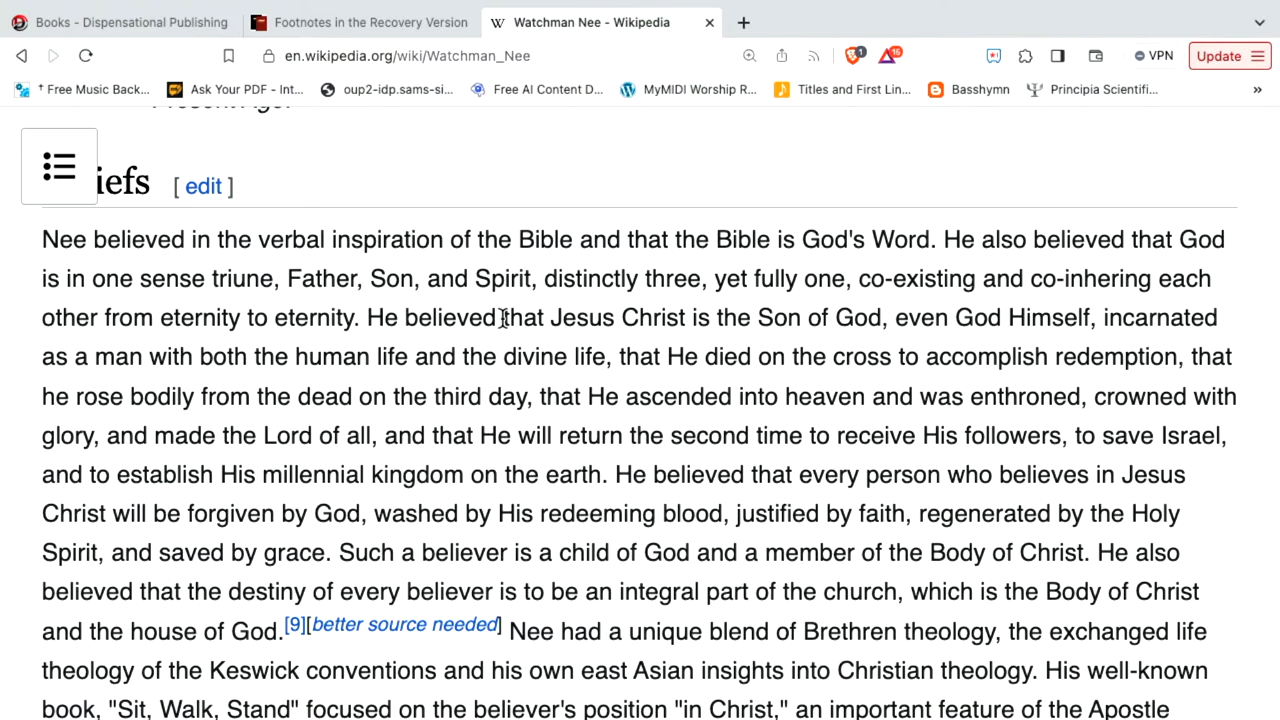 Books - Dispensational Publishing
Footnotes in the Recovery Version
W Watchman Nee - Wikipedia
en.wikipedia.org/wiki/Watchman_Nee
1
16
VPN
Update
† Free Music Back...
Ask Your PDF - Int...
oup2-idp.sams-si...
Free AI Content D...
MyMIDI Worship R...
Titles and First Lin...
Basshymn
Principia Scientifi...
»
iefs [ edit ]
Nee believed in the verbal inspiration of the Bible and that the Bible is God's Word. He also believed that God
is in one sense triune, Father, Son, and Spirit, distinctly three, yet fully one, co-existing and co-inhering each
other from eternity to eternity. He believed that Jesus Christ is the Son of God, even God Himself, incarnated
as a man with both the human life and the divine life, that He died on the cross to accomplish redemption, that
he rose bodily from the dead on the third day, that He ascended into heaven and was enthroned, crowned with
glory, and made the Lord of all, and that He will return the second time to receive His followers, to save Israel,
and to establish His millennial kingdom on the earth. He believed that every person who believes in Jesus
Christ will be forgiven by God, washed by His redeeming blood, justified by faith, regenerated by the Holy
Spirit, and saved by grace. Such a believer is a child of God and a member of the Body of Christ. He also
believed that the destiny of every believer is to be an integral part of the church, which is the Body of Christ
and the house of God.[9][better source needed] Nee had a unique blend of Brethren theology, the exchanged life
theology of the Keswick conventions and his own east Asian insights into Christian theology. His well-known
book, "Sit, Walk, Stand" focused on the believer's position "in Christ," an important feature of the Apostle